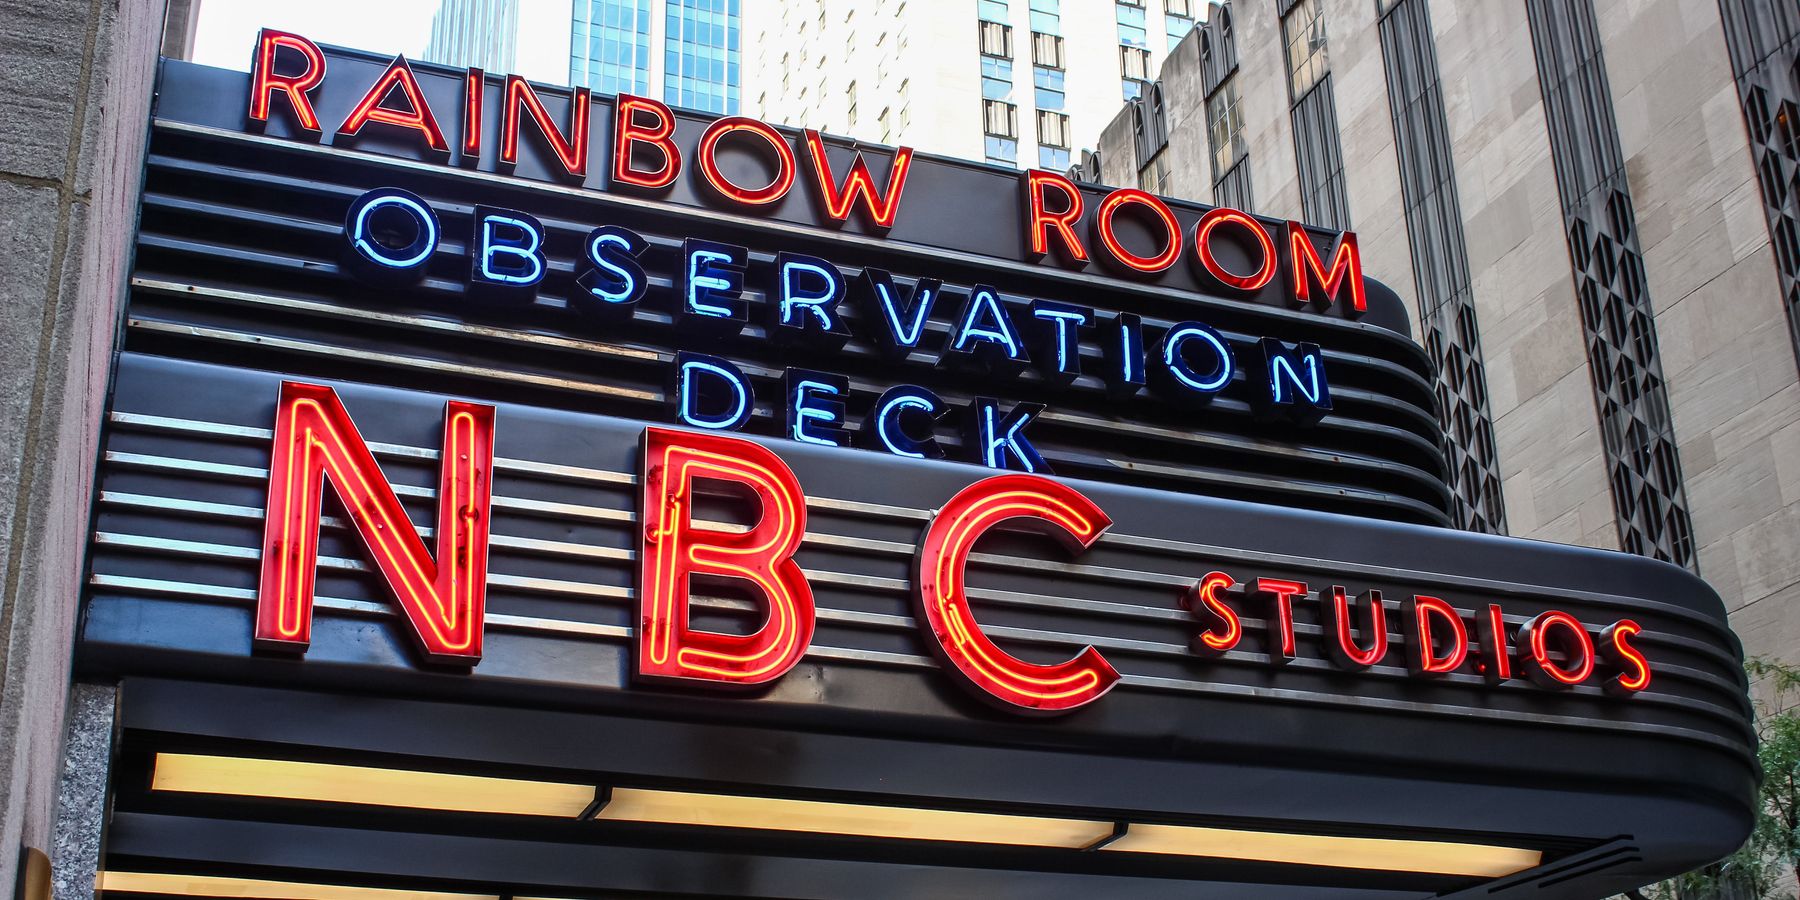 RAINBOW ROOM
OBSERVATION
DECK
NBC STUDIOS